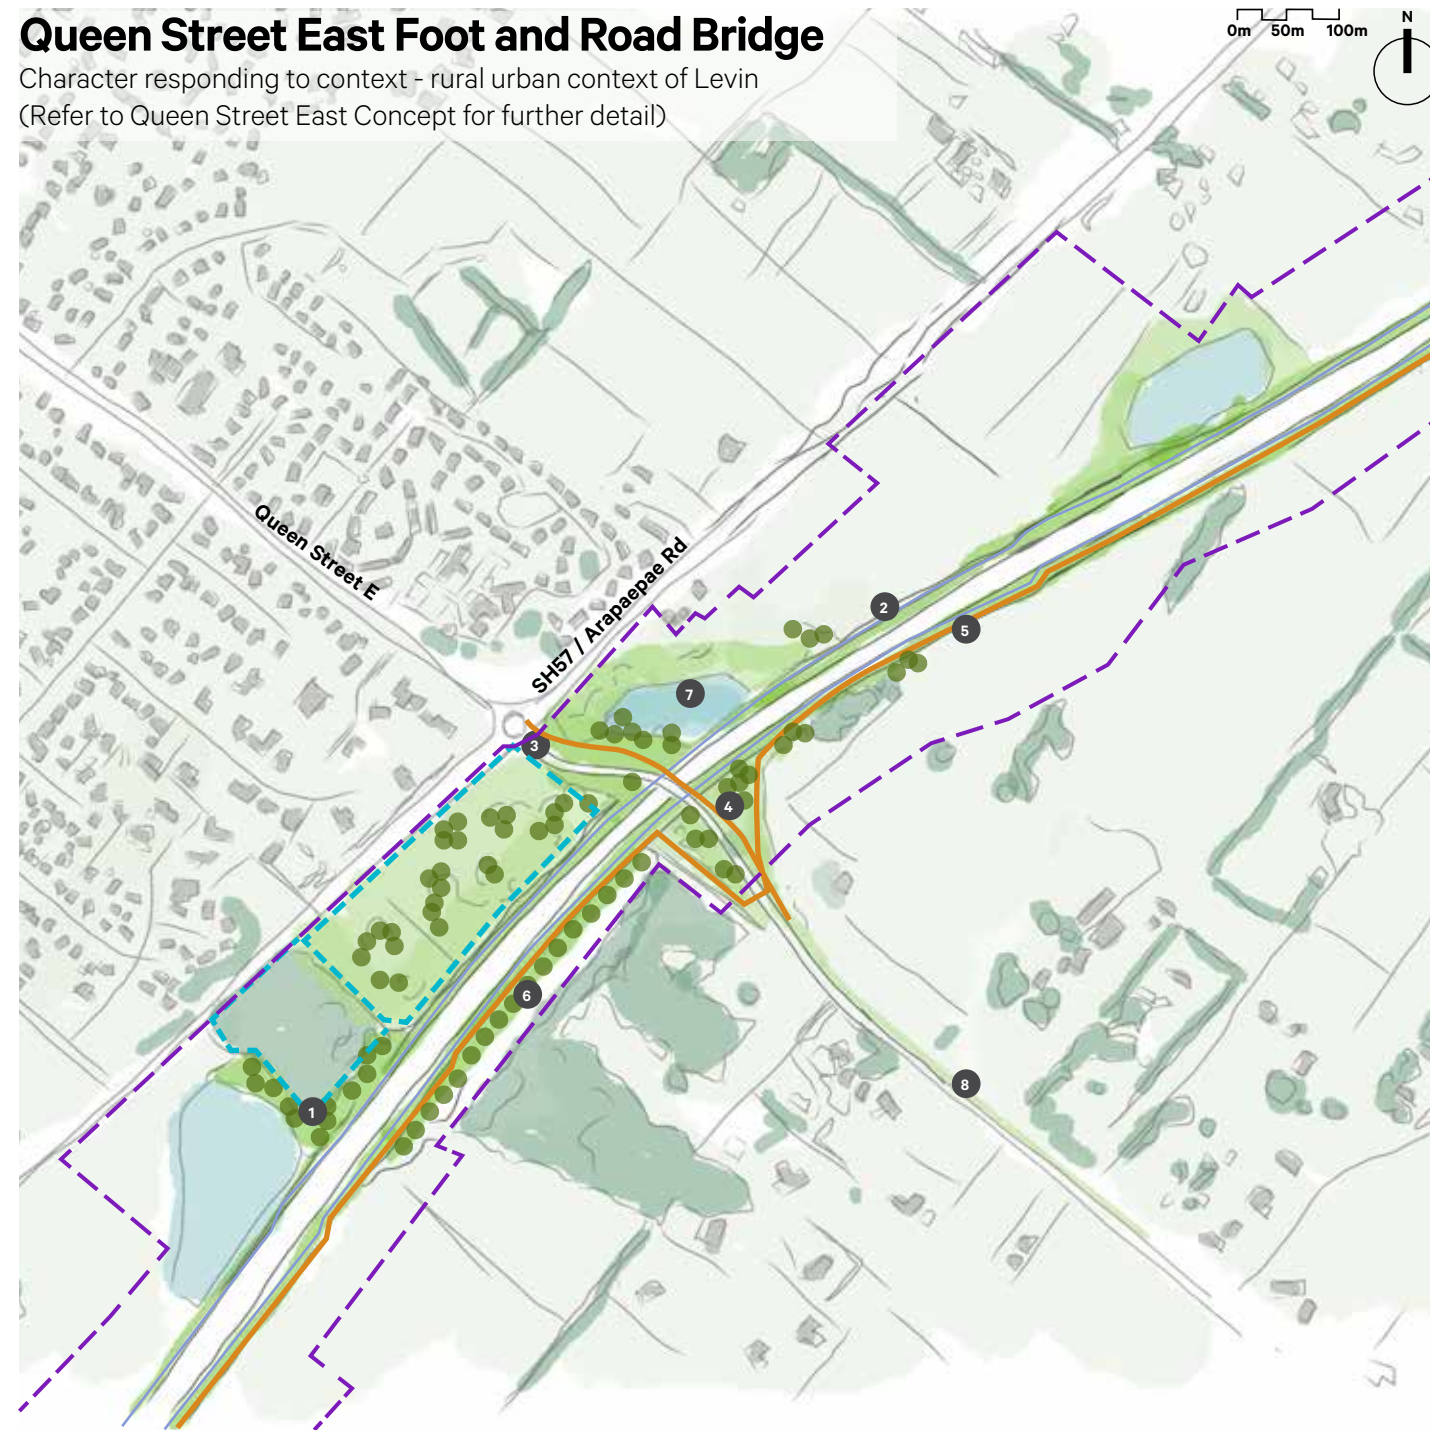 Queen Street East Foot and Road Bridge
Character responding to context - rural urban context of Levin
(Refer to Queen Street East Concept for further detail)
0m 50m 100m
N
Queen Street E
SH57 / Arapaepae Rd
2
5
7
3
4
6
8
1